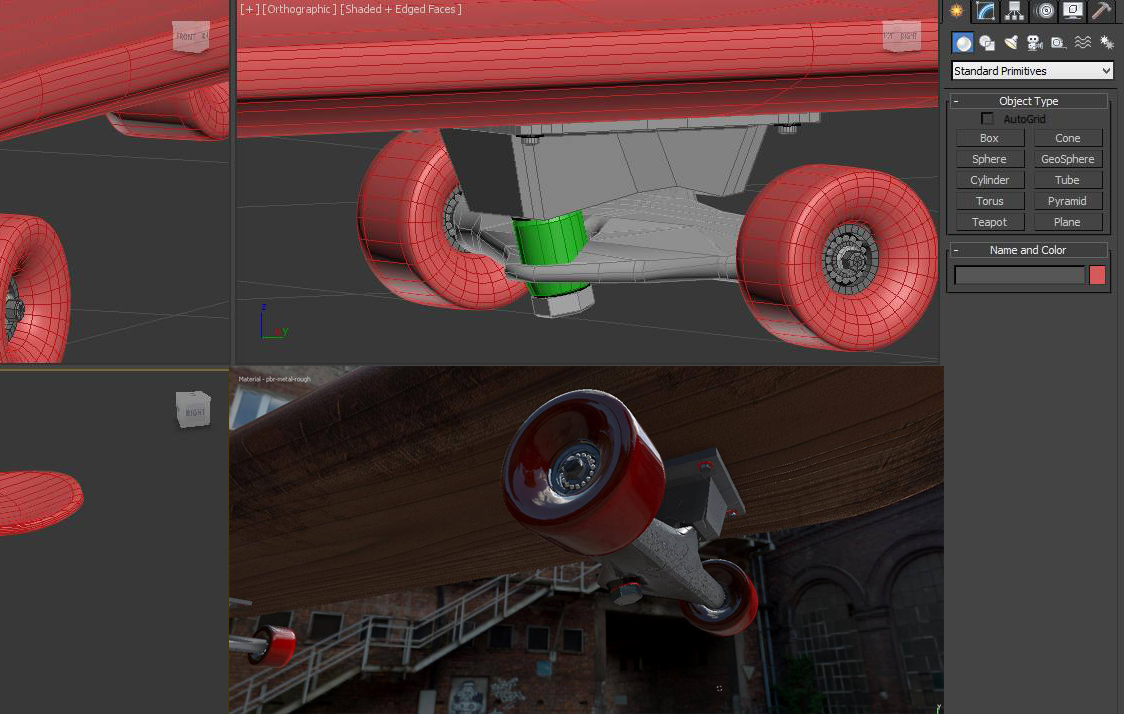 [+] [Orthographic] [Shaded + Edged Faces]
FRONT
RIGHT
Standard Primitives
- Object Type
AutoGrid
Box Cone
Sphere GeoSphere
Cylinder Tube
Torus Pyramid
Teapot Plane
- Name and Color
z
y
Material - pbr-metal-rough
RIGHT
y